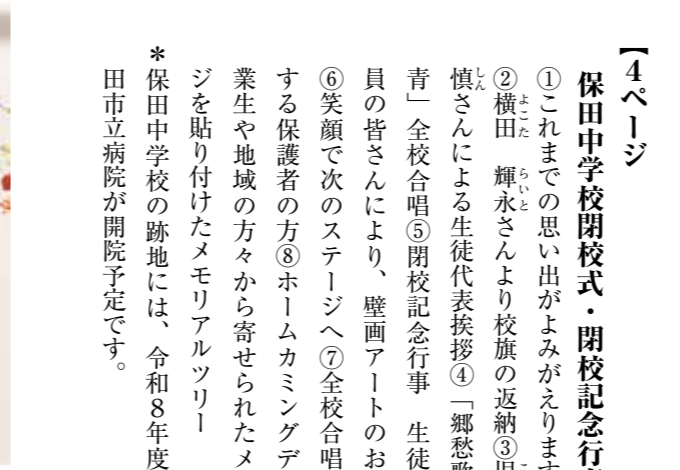 【4ページ
保田中学校閉校式・閉校記念行
①これまでの思い出がよみがえります
②横田　輝永さんより校旗の返納③
慎さんによる生徒代表挨拶④「郷愁歌
青」全校合唱⑤閉校記念行事　生徒
員の皆さんにより、壁画アートのお
⑥笑顔で次のステージへ⑦全校合唱
する保護者の方⑧ホームカミングデ
業生や地域の方々から寄せられたメ
ジを貼り付けたメモリアルツリー
＊保田中学校の跡地には、令和8年度
田市立病院が開院予定です。